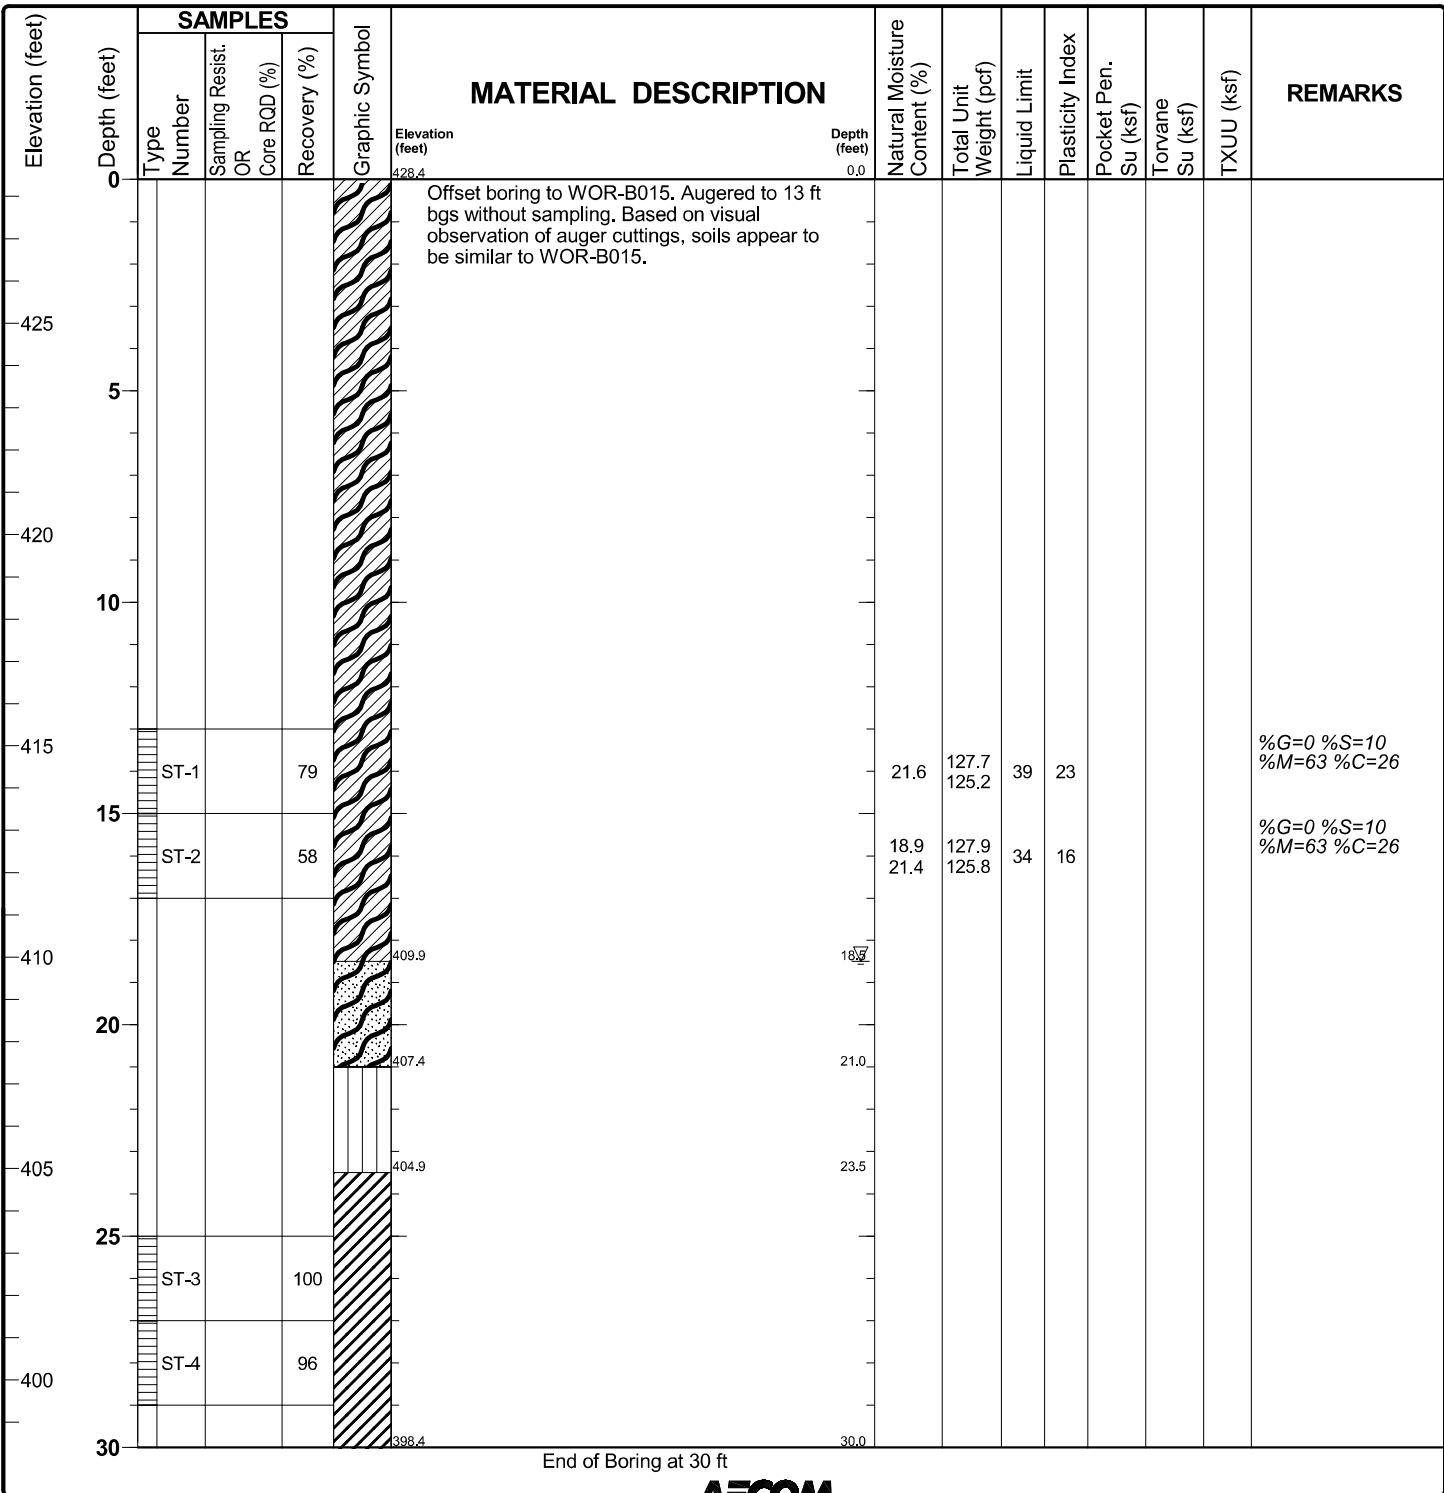 Elevation (feet)
Depth (feet)
SAMPLES
Type
Number
Sampling Resist.
OR
Core RQD (%)
Recovery (%)
Graphic Symbol
MATERIAL DESCRIPTION
Elevation
(feet)
Depth
(feet)
Natural Moisture
Content (%)
Total Unit
Weight (pcf)
Liquid Limit
Plasticity Index
Pocket Pen.
Su (ksf)
Torvane
Su (ksf)
TXUU (ksf)
REMARKS
0 428.4 0.0
Offset boring to WOR-B015. Augered to 13 ft
bgs without sampling. Based on visual
observation of auger cuttings, soils appear to
be similar to WOR-B015.
425
5
420
10
415
ST-1 79 21.6 127.7 39 23 %G=0 %S=10
125.2 %M=63 %C=26
15
ST-2 58 18.9 127.9 34 16 %G=0 %S=10
21.4 125.8 %M=63 %C=26
410 409.9 18.5
20
407.4 21.0
405 404.9 23.5
25
ST-3 100
ST-4 96
400
30 398.4 30.0
End of Boring at 30 ft
AECOM